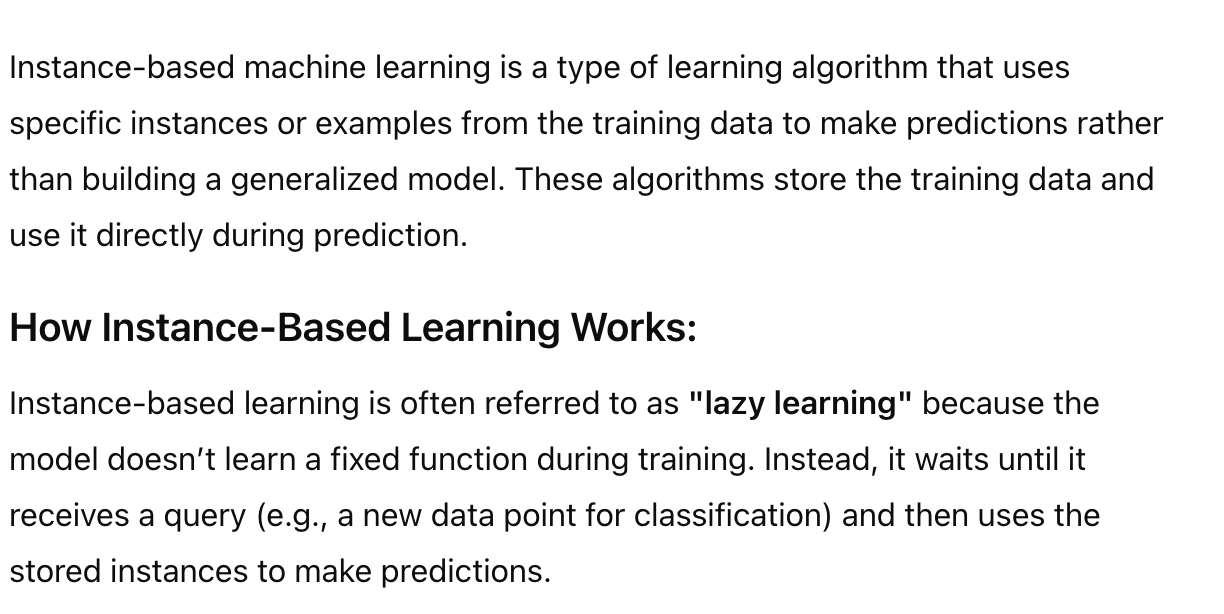 Instance-based machine learning is a type of learning algorithm that uses
specific instances or examples from the training data to make predictions rather
than building a generalized model. These algorithms store the training data and
use it directly during prediction.
How Instance-Based Learning Works:
Instance-based learning is often referred to as "lazy learning" because the
model doesn’t learn a fixed function during training. Instead, it waits until it
receives a query (e.g., a new data point for classification) and then uses the
stored instances to make predictions.